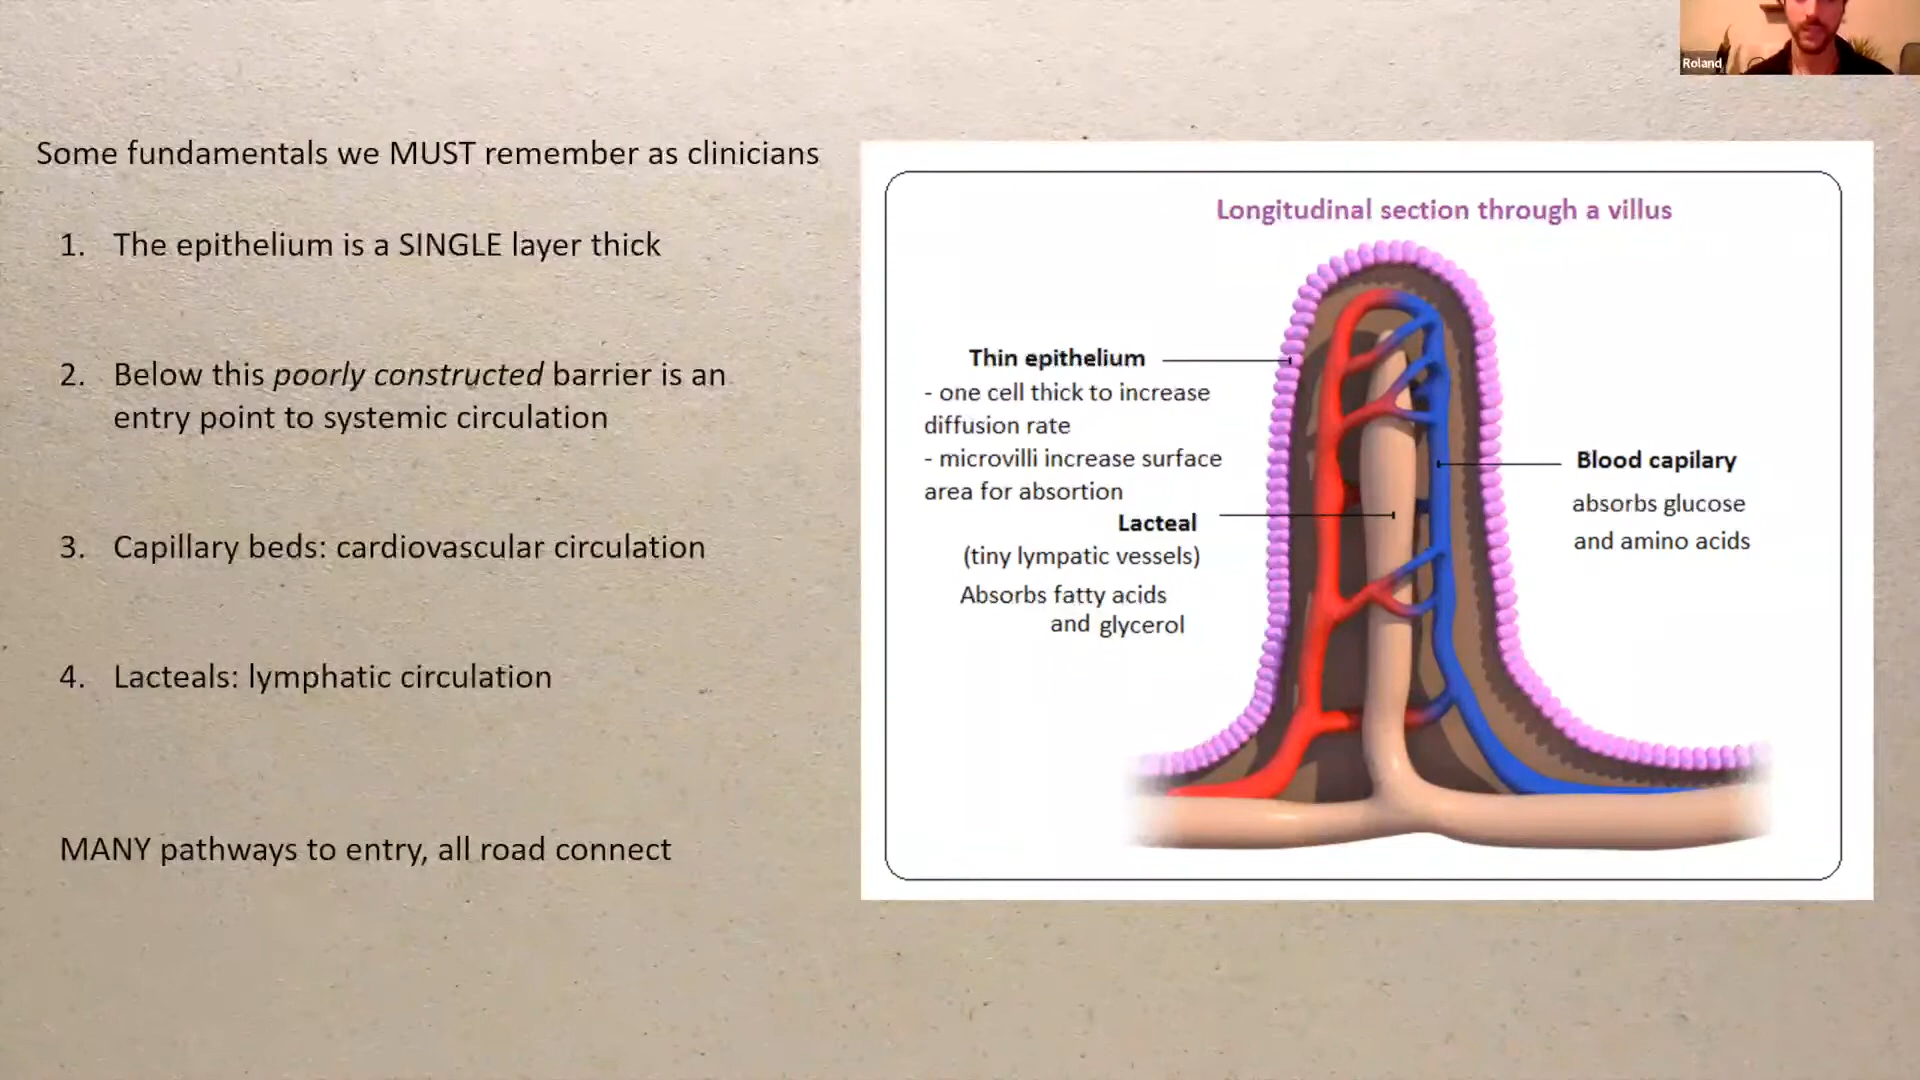 Roland
Some fundamentals we MUST remember as clinicians
1. The epithelium is a SINGLE layer thick
2. Below this poorly constructed barrier is an
entry point to systemic circulation
3. Capillary beds: cardiovascular circulation
4. Lacteals: lymphatic circulation
MANY pathways to entry, all road connect
Longitudinal section through a villus
Thin epithelium
- one cell thick to increase
diffusion rate
- microvilli increase surface
area for absortion
Lacteal
(tiny lympatic vessels)
Absorbs fatty acids
and glycerol
Blood capilary
absorbs glucose
and amino acids